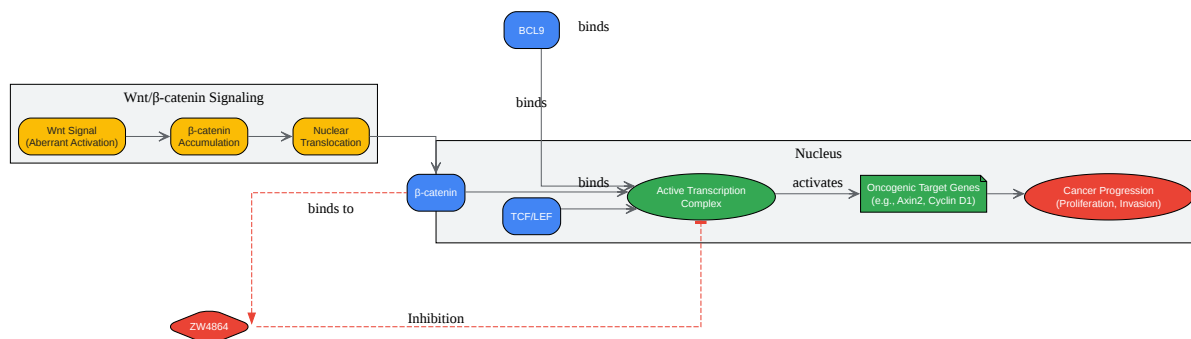 BCL9
binds
binds
Wnt/β-catenin Signaling
Wnt Signal
(Aberrant Activation)
β-catenin
Accumulation
Nuclear
Translocation
Nucleus
β-catenin
binds
TCF/LEF
Active Transcription
Complex
activates
Oncogenic Target Genes
(e.g., Axin2, Cyclin D1)
Cancer Progression
(Proliferation, Invasion)
binds to
ZW4864
Inhibition